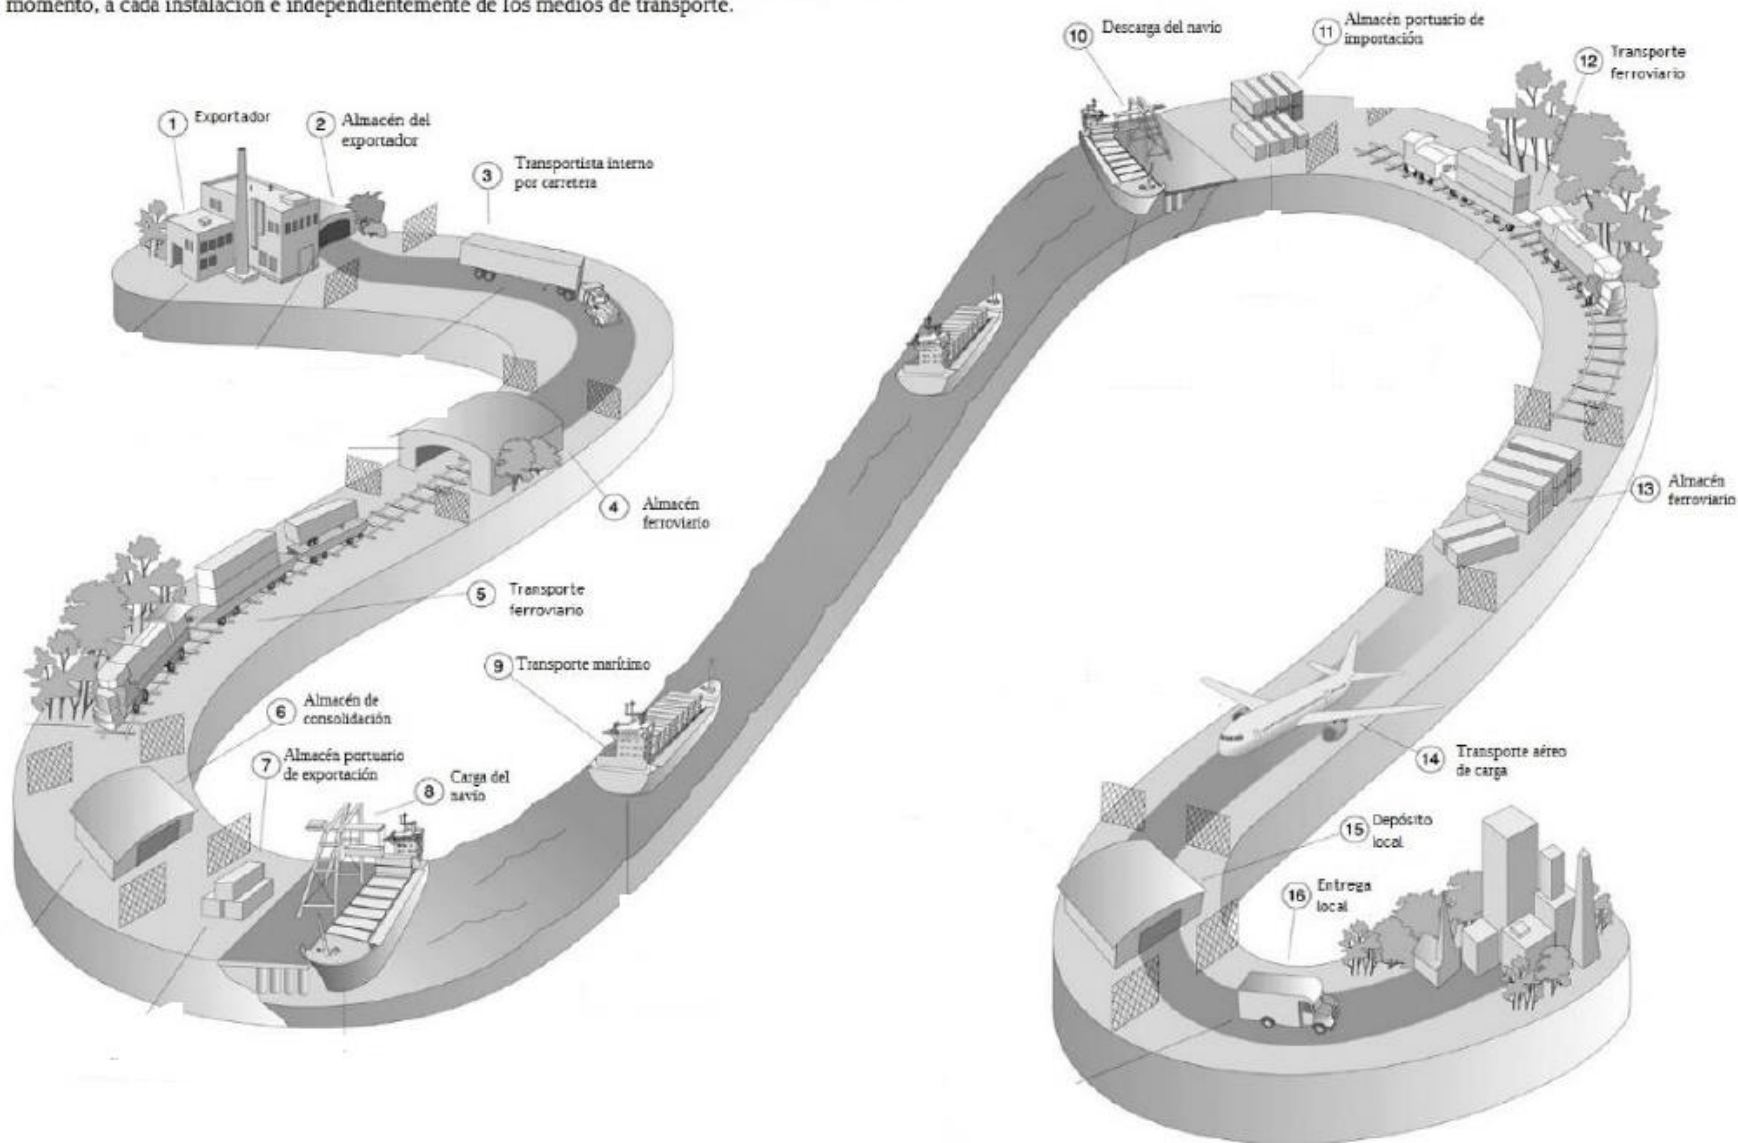 momento, a cada instalación e independientemente de los medios de transporte.
1 Exportador
2 Almacén del
exportador
3 Transportista interno
por carretera
4 Almacén
ferroviario
5 Transporte
ferroviario
6 Almacén de
consolidación
7 Almacén portuario
de exportación
8 Carga del
navío
9 Transporte marítimo
10 Descarga del navío
11 Almacén portuario de
importación
12 Transporte
ferroviario
13 Almacén
ferroviario
14 Transporte aéreo
de carga
15 Depósito
local
16 Entrega
local